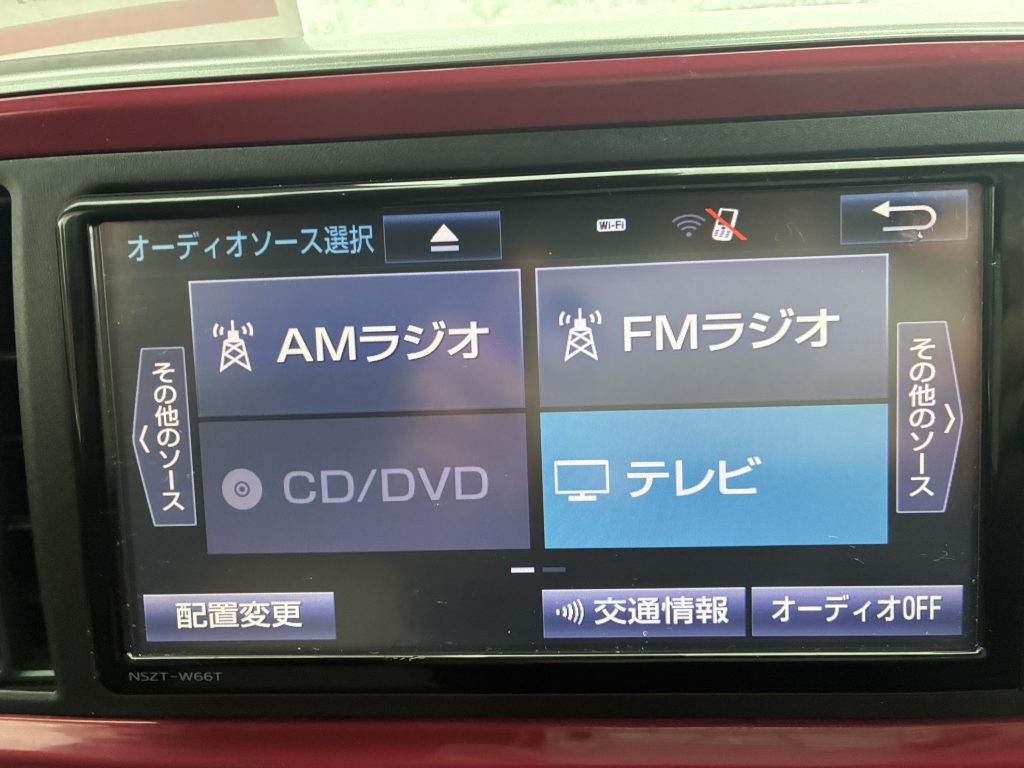 オーディオソース選択
Wi-Fi
AMラジオ
FMラジオ
その他のソース
その他のソース
CD/DVD
テレビ
配置変更
交通情報
オーディオOFF
NSZT-W66T